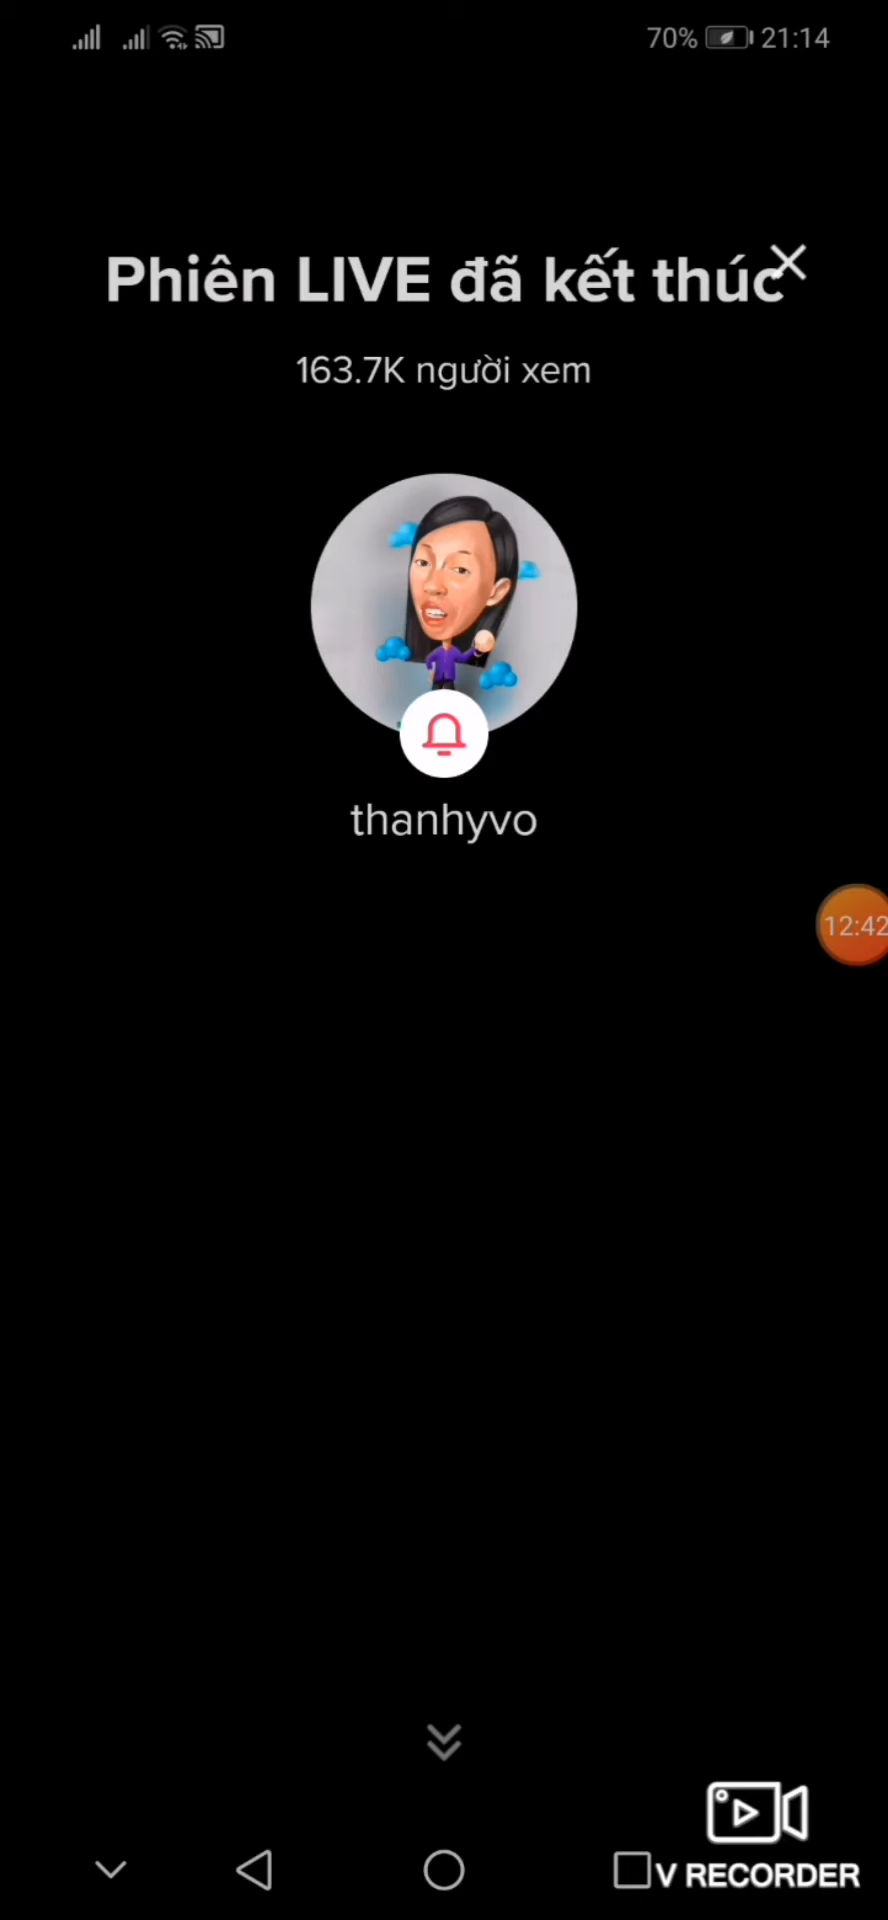 70% 21:14
Phiên LIVE đã kết thúc
163.7K người xem
thanhyvo
12:42
V RECORDER